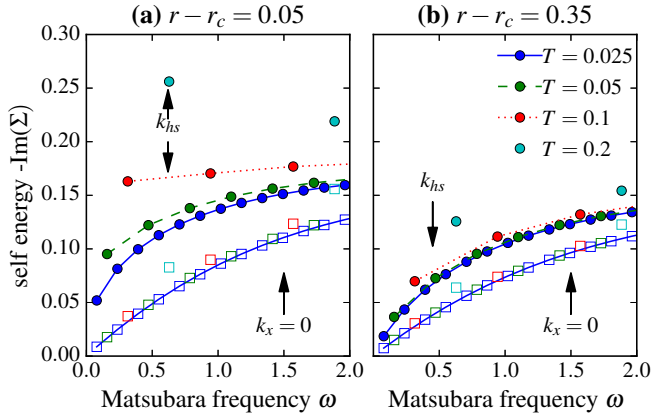 (a) r − r_c = 0.05
(b) r − r_c = 0.35
self energy -Im(Σ)
0.30
0.25
0.20
0.15
0.10
0.05
0.00
k_hs
k_x = 0
0.0 0.5 1.0 1.5 2.0
Matsubara frequency ω
T = 0.025
T = 0.05
T = 0.1
T = 0.2
k_hs
k_x = 0
0.5 1.0 1.5 2.0
Matsubara frequency ω